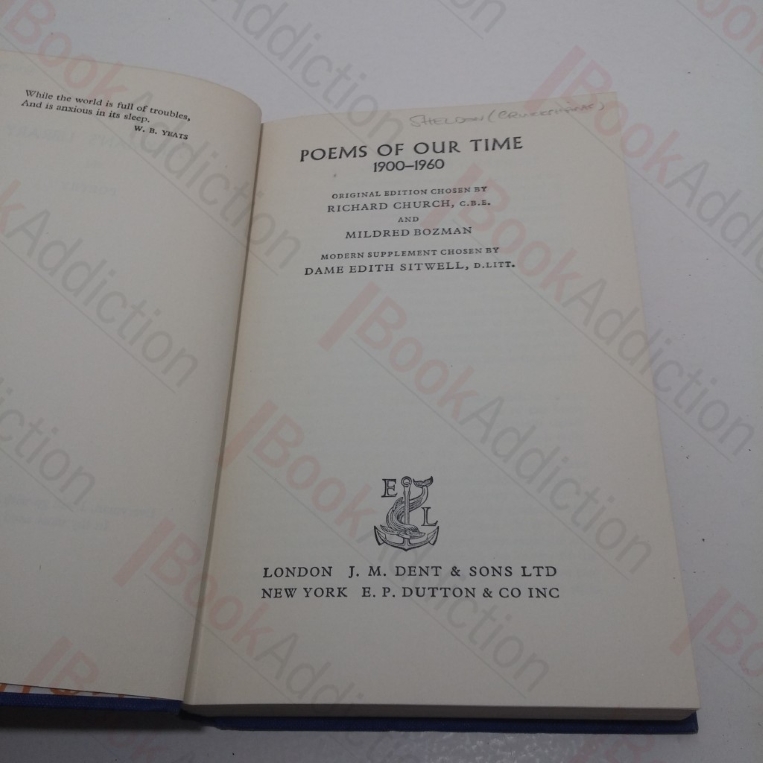 While the world is full of troubles,
And is anxious in its sleep.
W. B. YEATS
SHELDON
POEMS OF OUR TIME
1900–1960
ORIGINAL EDITION CHOSEN BY
RICHARD CHURCH, C.B.E.
AND
MILDRED BOZMAN
MODERN SUPPLEMENT CHOSEN BY
DAME EDITH SITWELL, D.LITT.
E L
LONDON J. M. DENT & SONS LTD
NEW YORK E. P. DUTTON & CO INC
BookAddiction